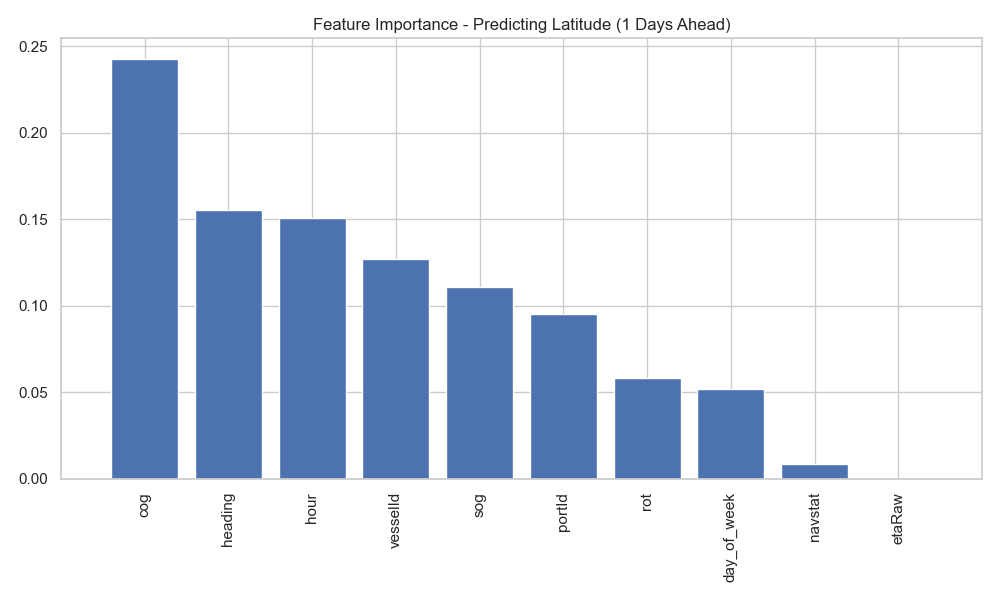 Feature Importance - Predicting Latitude (1 Days Ahead)
0.25
0.20
0.15
0.10
0.05
0.00
cog
heading
hour
vesselId
sog
portId
rot
day_of_week
navstat
etaRaw